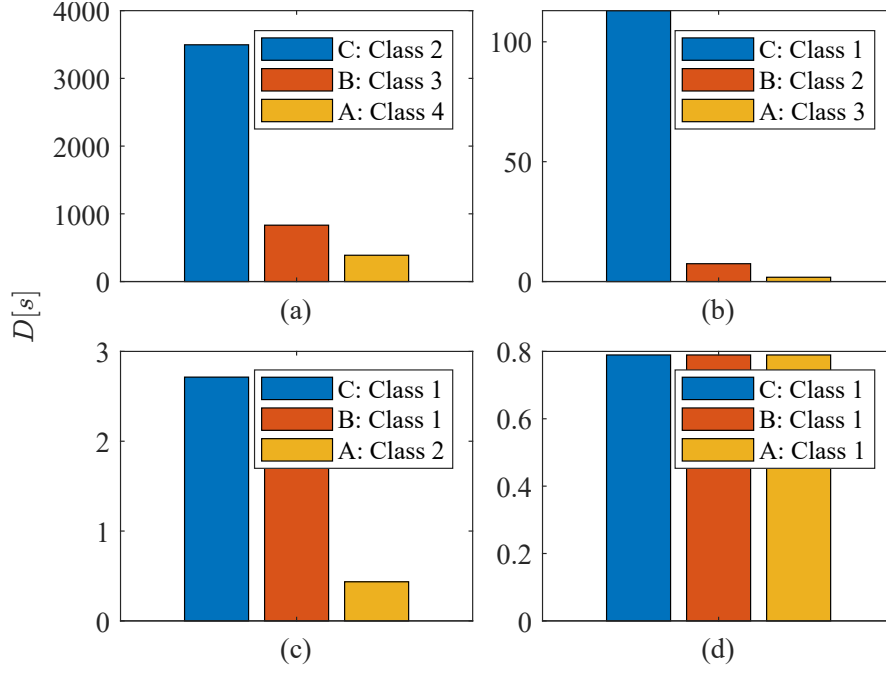 4000
3000
2000
1000
0
C: Class 2
B: Class 3
A: Class 4
(a)
100
50
0
C: Class 1
B: Class 2
A: Class 3
(b)
D[s]
3
2
1
0
C: Class 1
B: Class 1
A: Class 2
(c)
0.8
0.6
0.4
0.2
0
C: Class 1
B: Class 1
A: Class 1
(d)